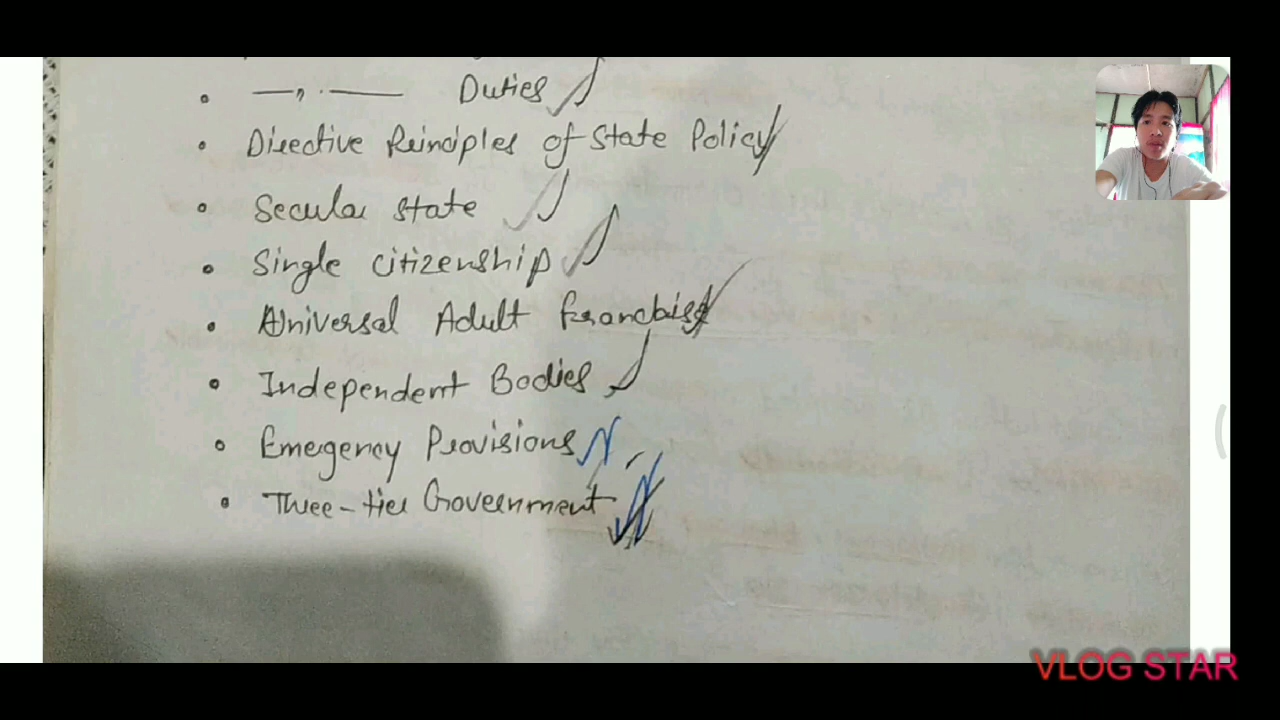 • —„— Duties
• Directive Principles of State Policy
• Secular state
• Single citizenship
• Universal Adult Franchise
• Independent Bodies
• Emegency Provisions
• Three-tier Government
VLOG STAR